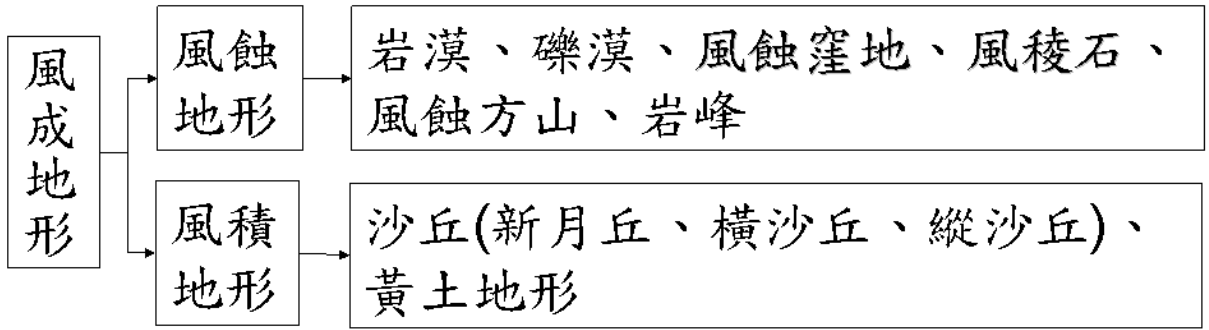 風成地形
風蝕
地形
岩漠、礫漠、風蝕窪地、風稜石、
風蝕方山、岩峰
風積
地形
沙丘(新月丘、橫沙丘、縱沙丘)、
黃土地形